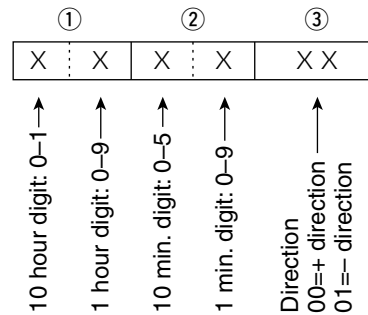 ① ② ③
X X X X X X
10 hour digit: 0–1
1 hour digit: 0–9
10 min. digit: 0–5
1 min. digit: 0–9
Direction
00=+ direction
01=– direction